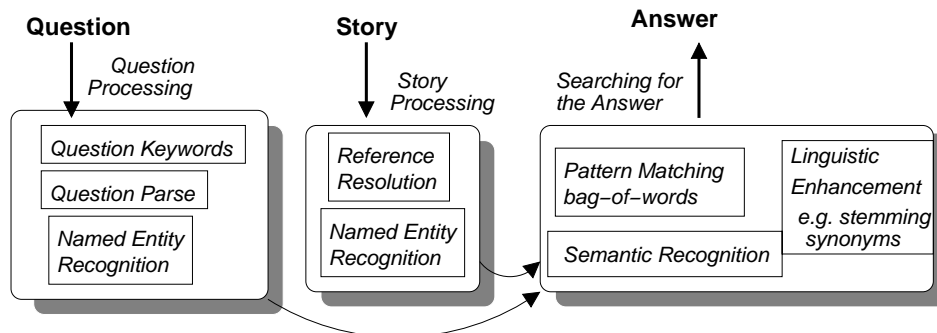 Question
Story
Answer
Question
Processing
Story
Processing
Searching for
the Answer
Question Keywords
Question Parse
Named Entity
Recognition
Reference
Resolution
Named Entity
Recognition
Pattern Matching
bag−of−words
Semantic Recognition
Linguistic
Enhancement
e.g. stemming
synonyms